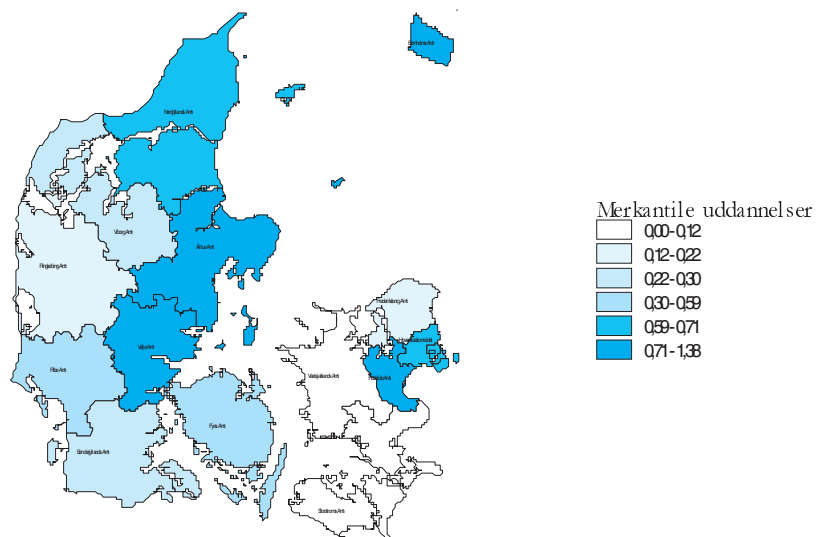 Bornholms Amt
Nordjyllands Amt
Viborg Amt
Århus Amt
Ringkøbing Amt
Frederiksborg Amt
Vejle Amt
Ribe Amt
Vestsjællands Amt
Roskilde Amt
Fyns Amt
Sønderjyllands Amt
Storstrøms Amt
Merkantile uddannelser
0,00-0,12
0,12-0,22
0,22-0,30
0,30-0,59
0,59-0,71
0,71-1,38